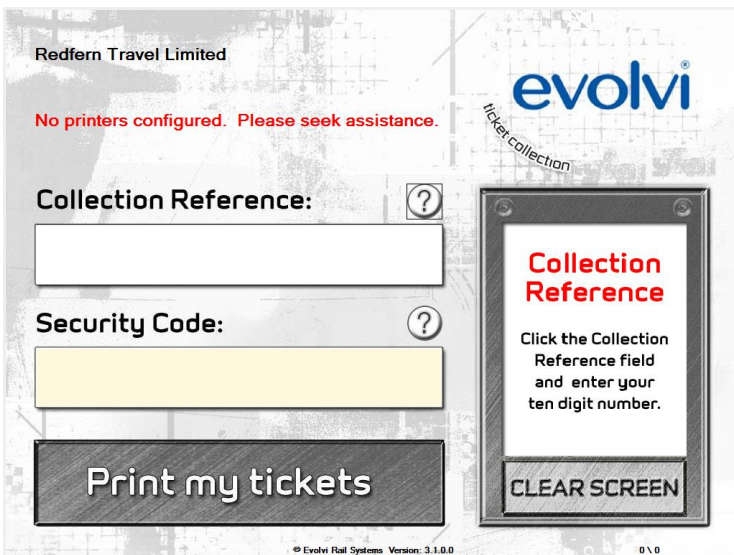 Redfern Travel Limited
evolvi
ticket collection
No printers configured. Please seek assistance.
Collection Reference:
?
Security Code:
?
Print my tickets
Collection
Reference
Click the Collection
Reference field
and enter your
ten digit number.
CLEAR SCREEN
© Evolvi Rail Systems Version: 3.1.0.0
0 \ 0